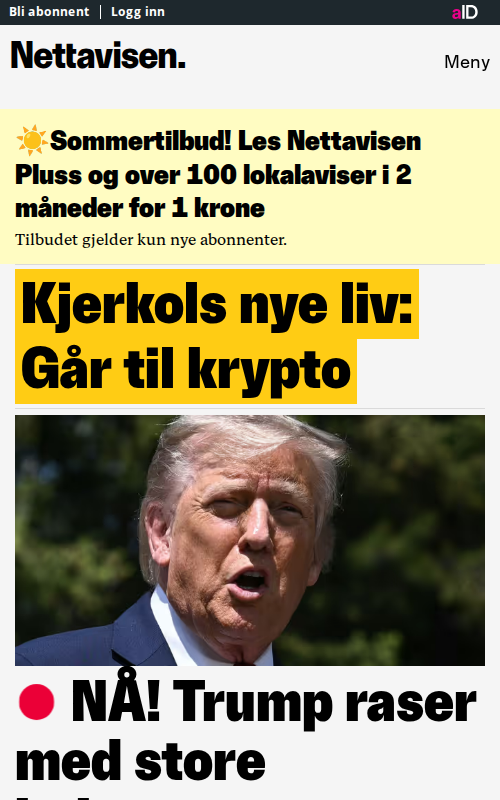 Bli abonnent | Logg inn
aID
Nettavisen.
Meny
☀️Sommertilbud! Les Nettavisen
Pluss og over 100 lokalaviser i 2
måneder for 1 krone
Tilbudet gjelder kun nye abonnenter.
Kjerkols nye liv:
Går til krypto
🔴 NÅ! Trump raser
med store